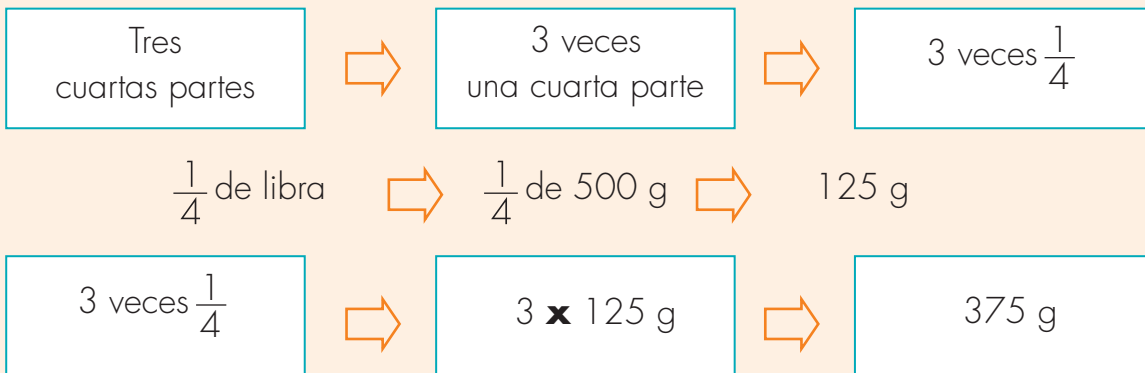 Tres
cuartas partes
3 veces
una cuarta parte
3 veces 1/4
1/4 de libra
1/4 de 500 g
125 g
3 veces 1/4
3 x 125 g
375 g